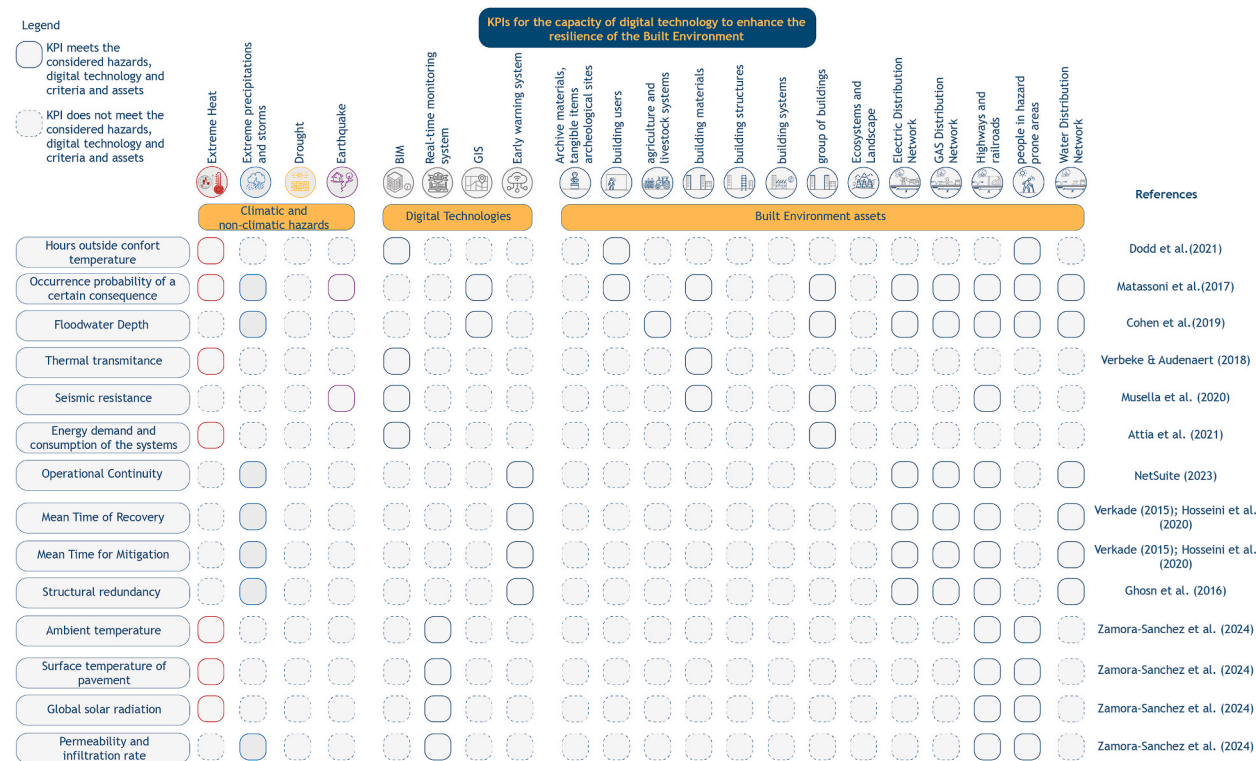 KPIs for the capacity of digital technology to enhance the
resilience of the Built Environment
Legend
KPI meets the
considered hazards,
digital technology and
criteria and assets
KPI does not meet the
considered hazards,
digital technology and
criteria and assets
Extreme Heat
Extreme precipitations
and storms
Drought
Earthquake
BIM
Real-time monitoring
system
GIS
Early warning system
Archive materials,
tangible items
archeological sites
building users
agriculture and
livestock systems
building materials
building structures
building systems
group of buildings
Ecosystems and
Landscape
Electric Distribution
Network
GAS Distribution
Network
Highways and
railroads
people in hazard
prone areas
Water Distribution
Network
References
Climatic and
non-climatic hazards
Digital Technologies
Built Environment assets
Hours outside confort
temperature
Dodd et al.(2021)
Occurrence probability of a
certain consequence
Matassoni et al.(2017)
Floodwater Depth
Cohen et al.(2019)
Thermal transmitance
Verbeke & Audenaert (2018)
Seismic resistance
Musella et al. (2020)
Energy demand and
consumption of the systems
Attia et al. (2021)
Operational Continuity
NetSuite (2023)
Mean Time of Recovery
Verkade (2015); Hosseini et al.
(2020)
Mean Time for Mitigation
Verkade (2015); Hosseini et al.
(2020)
Structural redundancy
Ghosn et al. (2016)
Ambient temperature
Zamora-Sanchez et al. (2024)
Surface temperature of
pavement
Zamora-Sanchez et al. (2024)
Global solar radiation
Zamora-Sanchez et al. (2024)
Permeability and
infiltration rate
Zamora-Sanchez et al. (2024)